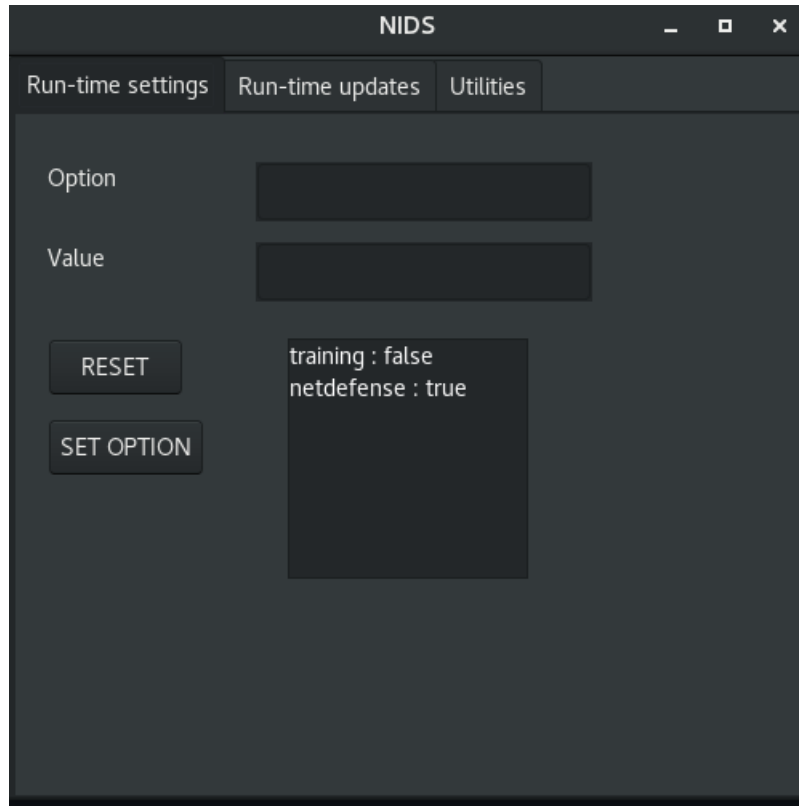 NIDS
Run-time settings Run-time updates Utilities
Option
Value
RESET
training : false
netdefense : true
SET OPTION